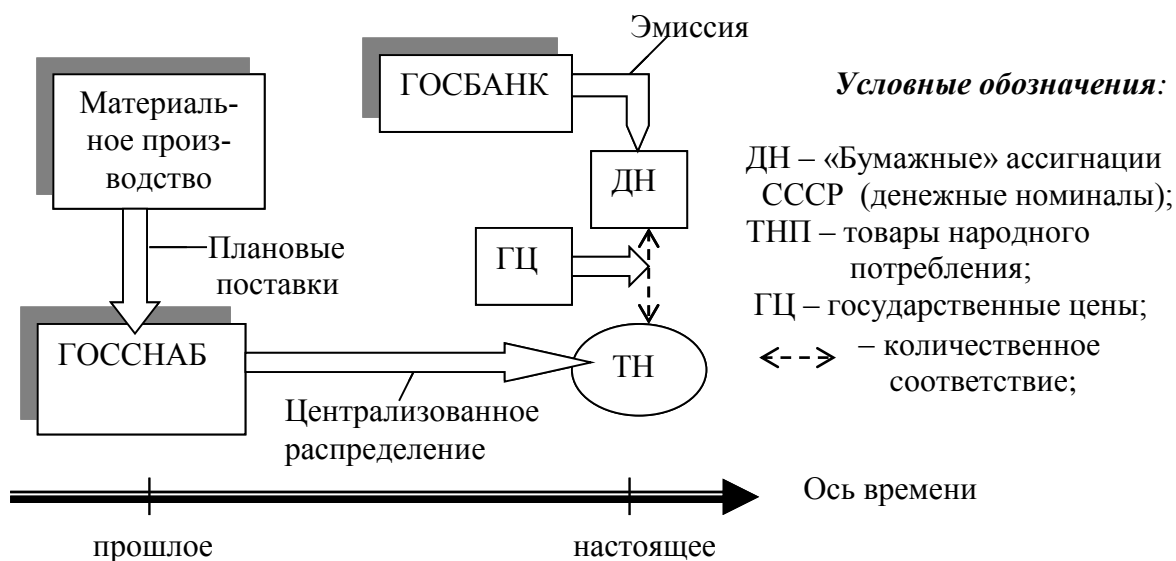 Эмиссия
ГОСБАНК
Материаль-
ное произ-
водство
Условные обозначения:
ДН
ДН – «Бумажные» ассигнации
СССР (денежные номиналы);
ТНП – товары народного
потребления;
ГЦ – государственные цены;
– количественное
соответствие;
Плановые
поставки
ГЦ
ГОССНАБ
ТН
Централизованное
распределение
Ось времени
прошлое
настоящее